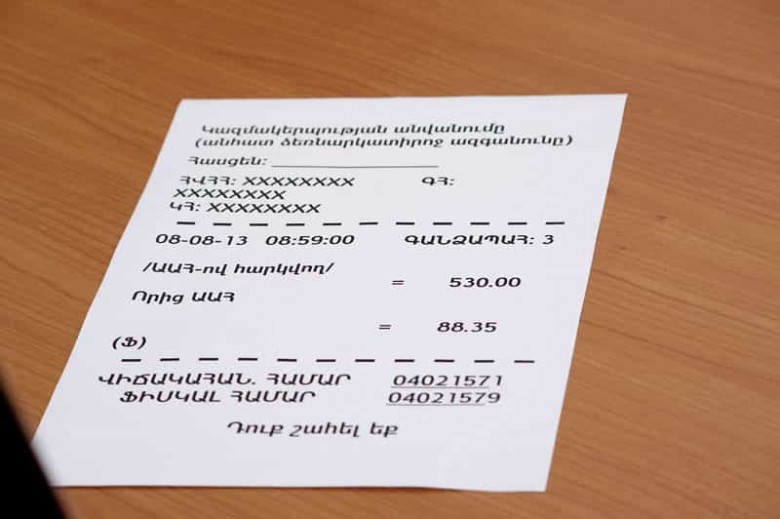 Կազմակերպության անվանումը
(անհատ ձեռնարկատիրոջ ազգանունը)
Հասցեն: ________________
ՀՎՀՀ: XXXXXXXX ԳՀ:
XXXXXXXX
ԿՀ: XXXXXXXX
08-08-13 08:59:00 ԳԱՆՁԱՊԱՀ: 3
/ԱԱՀ-ով հարկվող/ = 530.00
Որից ԱԱՀ
= 88.35
(Ֆ)
ՎԻՃԱԿԱՀԱՆ. ՀԱՄԱՐ 04021571
ՖԻՍԿԱԼ ՀԱՄԱՐ 04021579
Դուք շահել եք